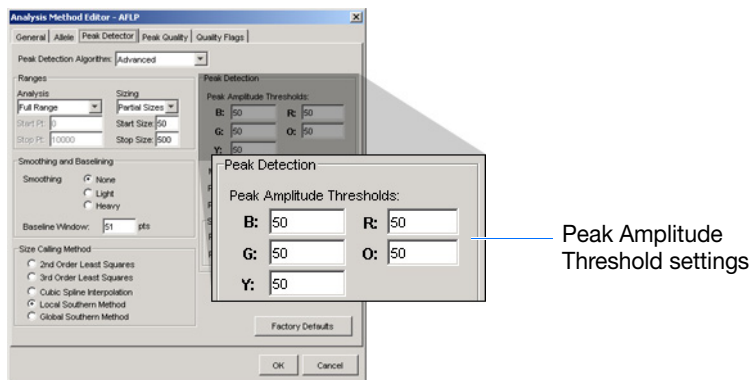 Analysis Method Editor - AFLP
General Allele Peak Detector Peak Quality Quality Flags
Peak Detection Algorithm: Advanced
Ranges
Analysis Sizing
Full Range Partial Sizes
Start Pt: 0 Start Size: 50
Stop Pt: 10000 Stop Size: 500
Smoothing and Baselining
Smoothing None
Light
Heavy
Baseline Window: 51 pts
Size Calling Method
2nd Order Least Squares
3rd Order Least Squares
Cubic Spline Interpolation
Local Southern Method
Global Southern Method
Peak Detection
Peak Amplitude Thresholds:
B: 50 R: 50
G: 50 O: 50
Y: 50
Peak Detection
Peak Amplitude Thresholds:
B: 50 R: 50
G: 50 O: 50
Y: 50
Factory Defaults
OK Cancel
Peak Amplitude
Threshold settings